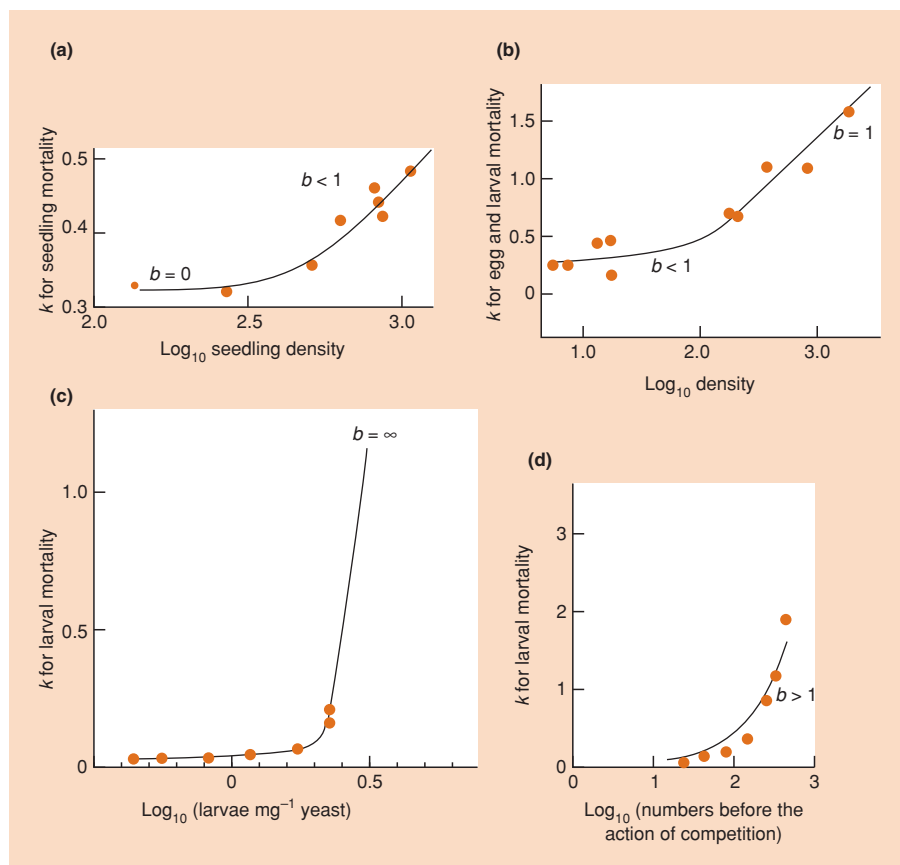 (a)
k for seedling mortality
0.5
0.4
0.3
b < 1
b = 0
2.0 2.5 3.0
Log₁₀ seedling density
(b)
k for egg and larval mortality
1.5
1.0
0.5
0
b = 1
b < 1
1.0 2.0 3.0
Log₁₀ density
(c)
k for larval mortality
1.0
0.5
0
b = ∞
0 0.5
Log₁₀ (larvae mg⁻¹ yeast)
(d)
k for larval mortality
3
2
1
0
b > 1
0 1 2 3
Log₁₀ (numbers before the
action of competition)